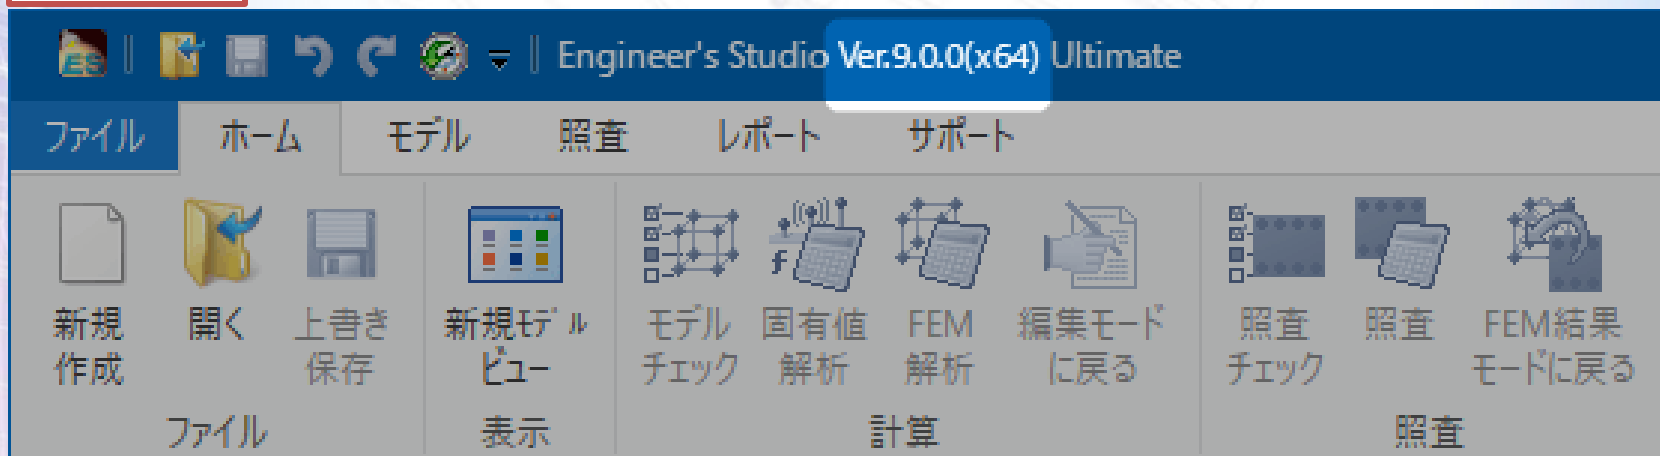 Engineer's Studio Ver.9.0.0(x64) Ultimate
ファイル ホーム モデル 照査 レポート サポート
新規 開く 上書き 新規モデル モデル 固有値 FEM 編集モード 照査 照査 FEM結果
作成 保存 ビュー チェック 解析 解析 に戻る チェック モードに戻る
ファイル 表示 計算 照査